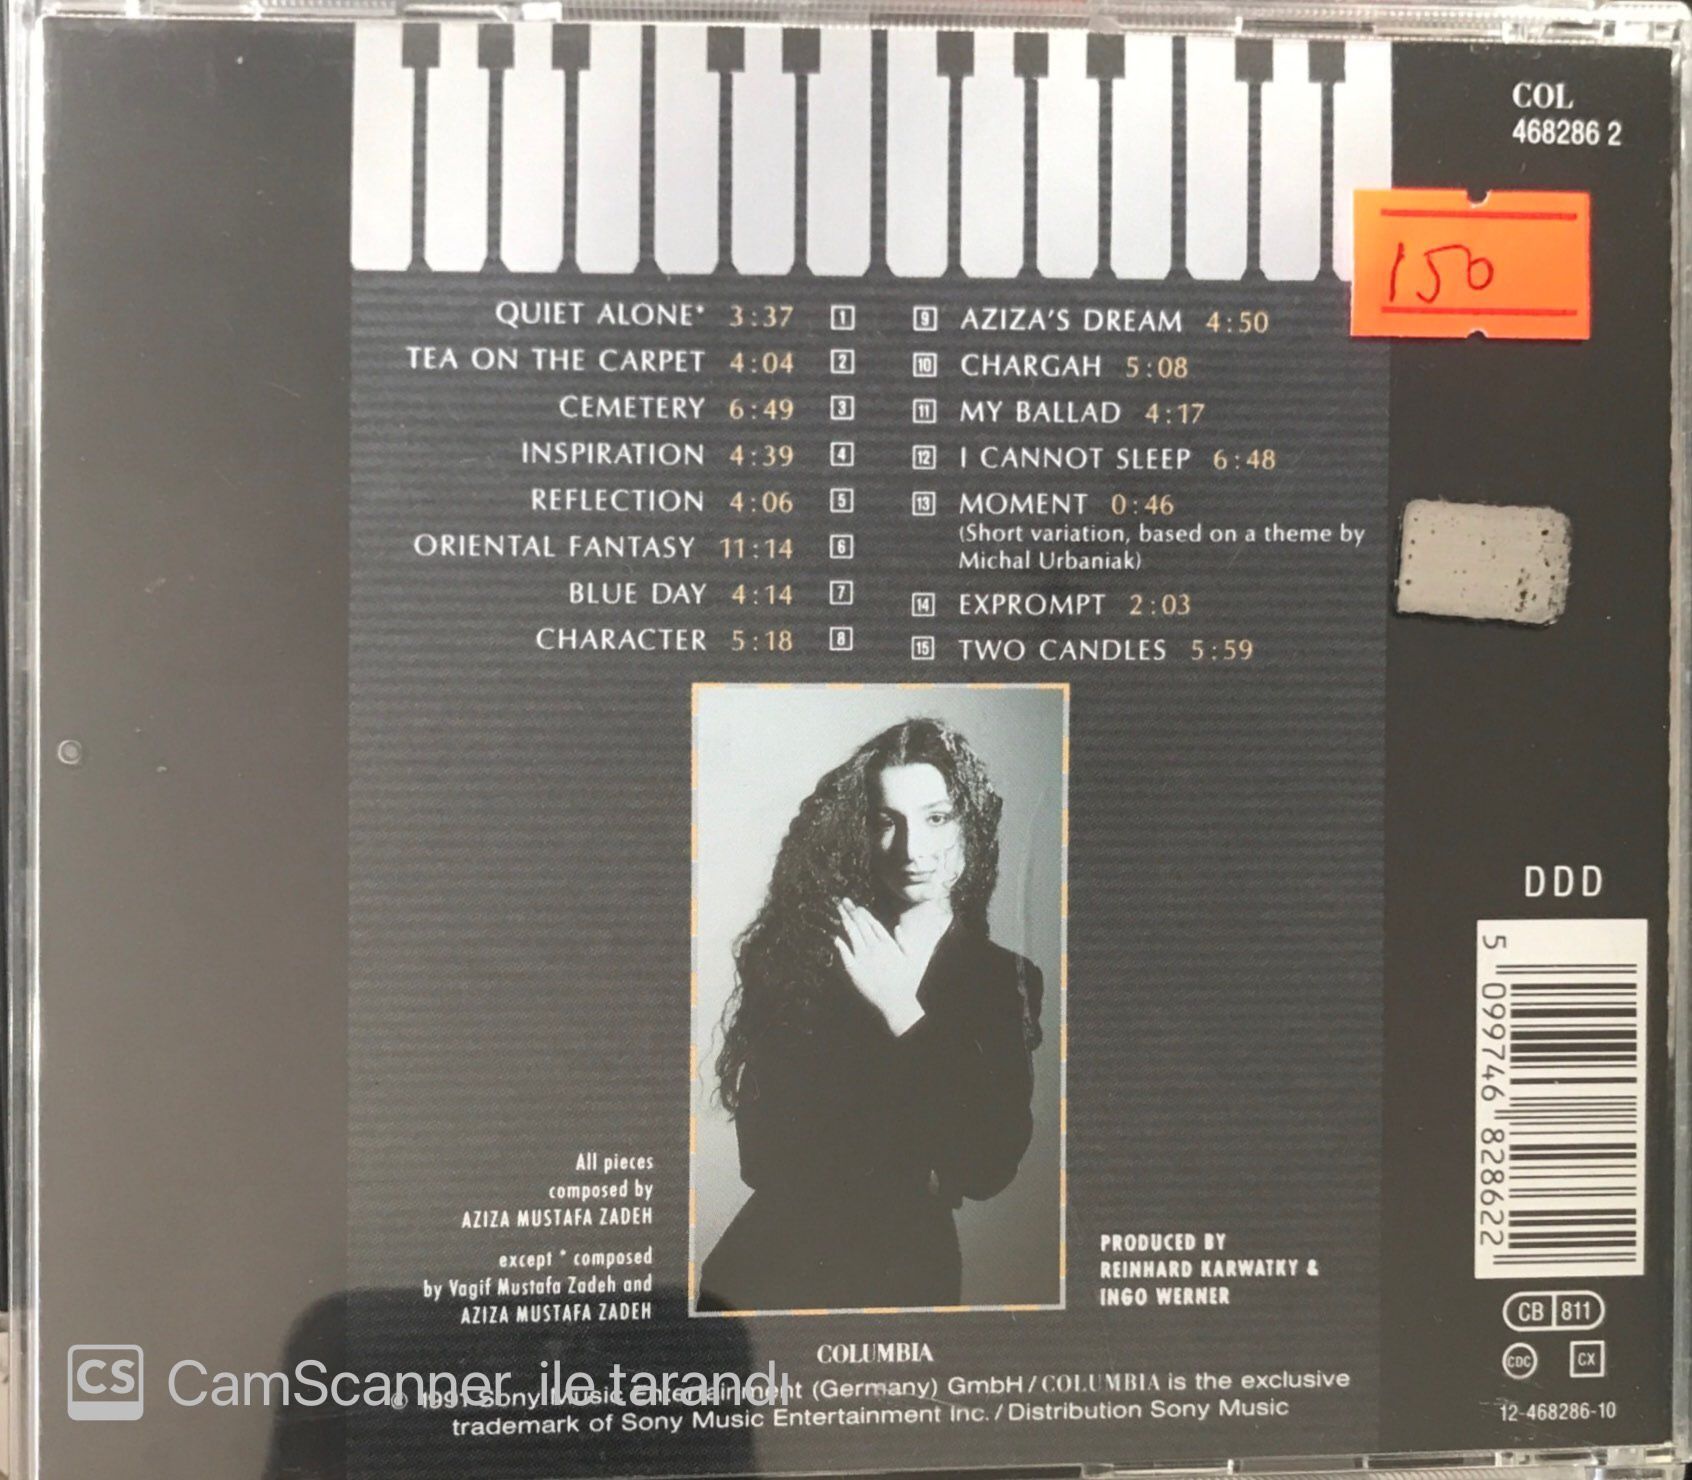 COL
468286 2
150
QUIET ALONE* 3:37 1
TEA ON THE CARPET 4:04 2
CEMETERY 6:49 3
INSPIRATION 4:39 4
REFLECTION 4:06 5
ORIENTAL FANTASY 11:14 6
BLUE DAY 4:14 7
CHARACTER 5:18 8
9 AZIZA'S DREAM 4:50
10 CHARGAH 5:08
11 MY BALLAD 4:17
12 I CANNOT SLEEP 6:48
13 MOMENT 0:46
(Short variation, based on a theme by
Michal Urbaniak)
14 EXPROMPT 2:03
15 TWO CANDLES 5:59
DDD
5 099746 828622
All pieces
composed by
AZIZA MUSTAFA ZADEH
except * composed
by Vagif Mustafa Zadeh and
AZIZA MUSTAFA ZADEH
PRODUCED BY
REINHARD KARWATKY &
INGO WERNER
CB 811
CDC CX
12-468286-10
COLUMBIA
© 1991 Sony Music Entertainment (Germany) GmbH/COLUMBIA is the exclusive
trademark of Sony Music Entertainment Inc./Distribution Sony Music
CS CamScanner ile tarandı